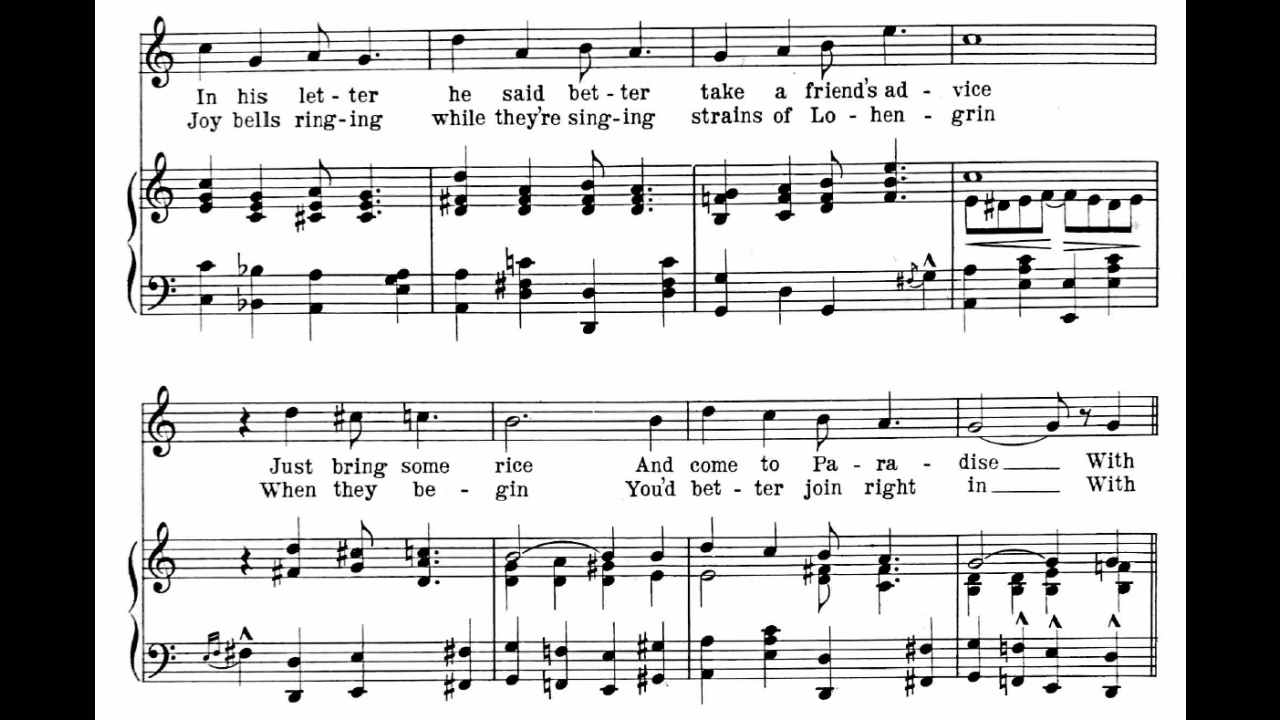 In his let - ter he said bet - ter take a friend's ad - vice
Joy bells ring - ing while they're sing - ing strains of Lo - hen - grin
Just bring some rice And come to Pa - ra - dise With
When they be - gin You'd bet - ter join right in With